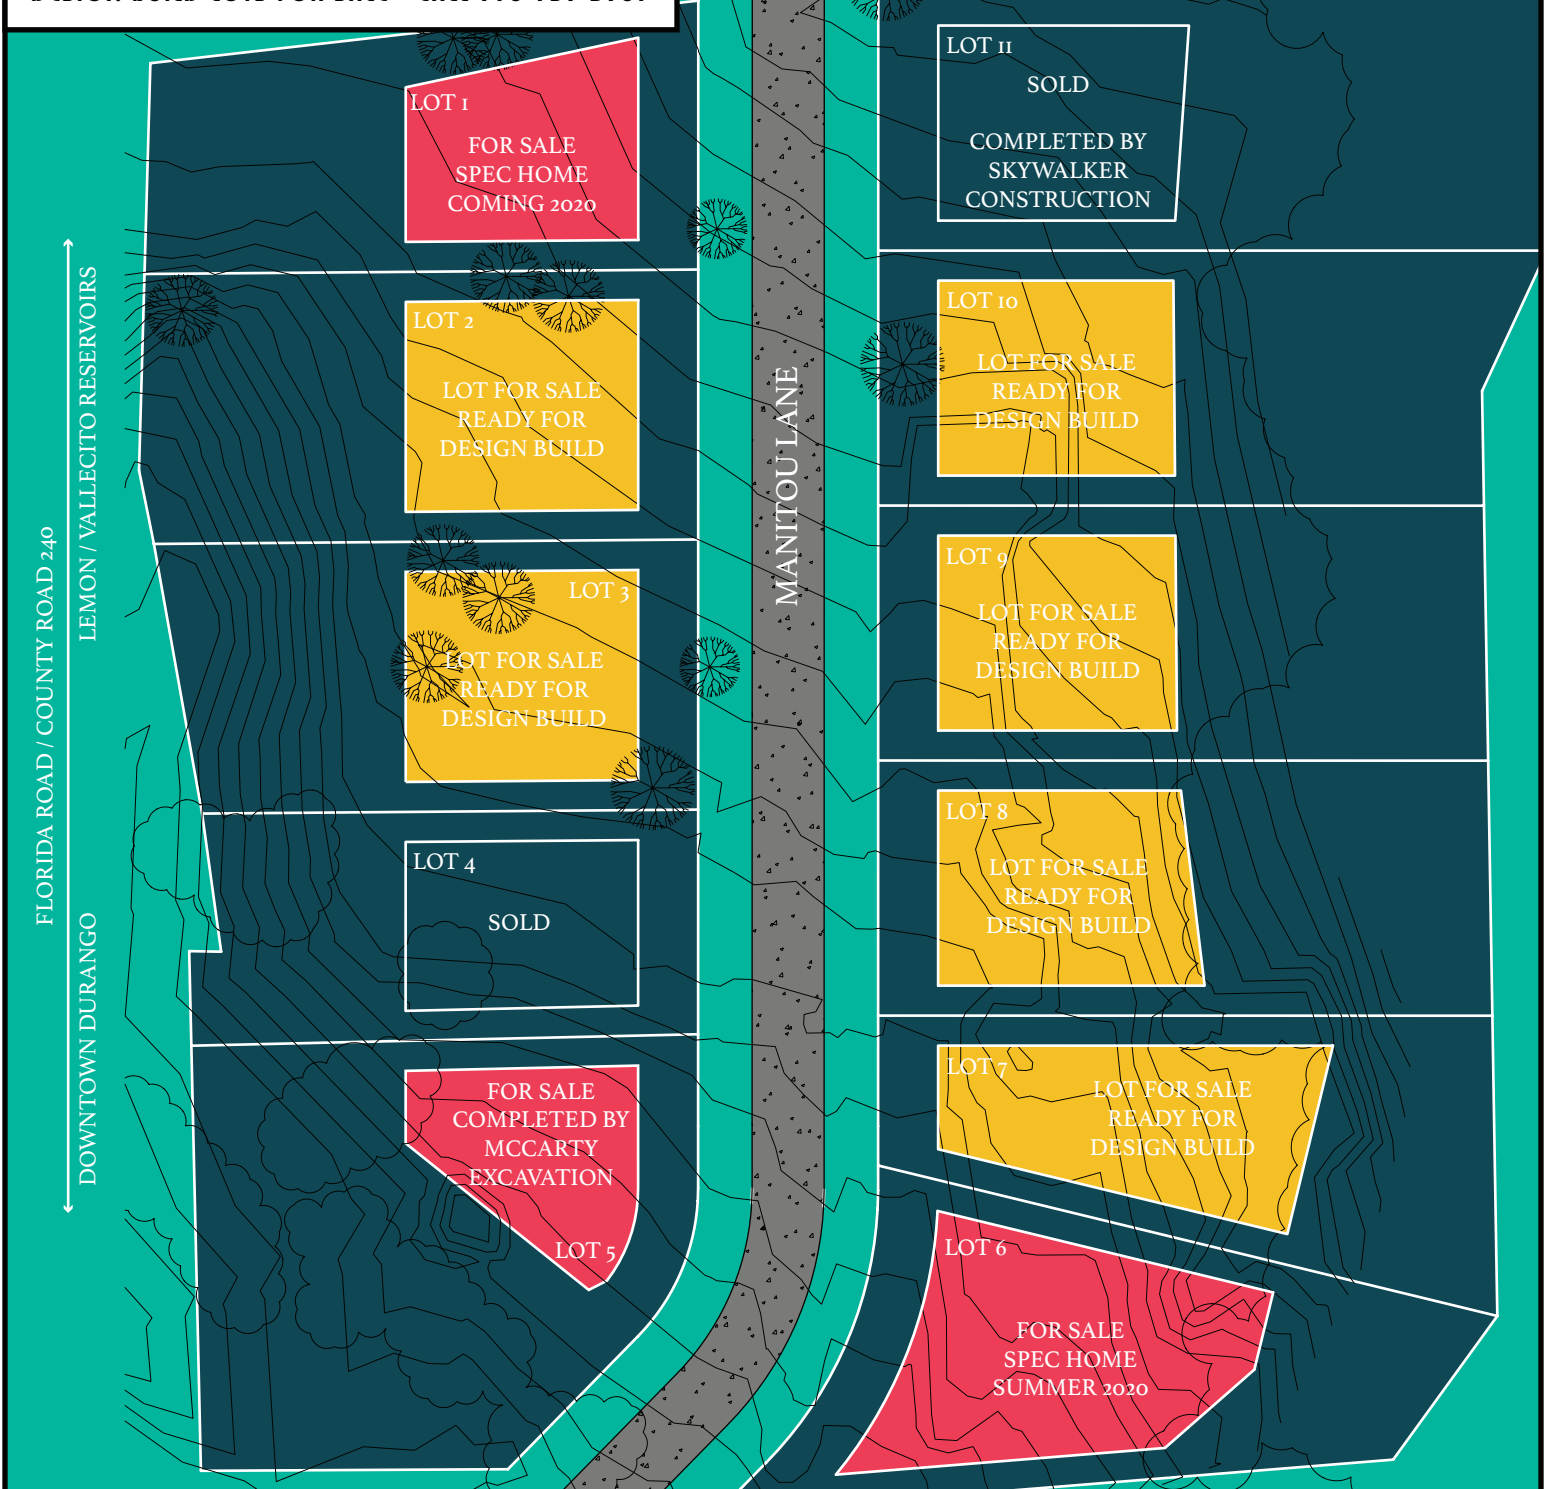 LOT 1
FOR SALE
SPEC HOME
COMING 2020
LOT 2
LOT FOR SALE
READY FOR
DESIGN BUILD
LOT 3
LOT FOR SALE
READY FOR
DESIGN BUILD
LOT 4
SOLD
FOR SALE
COMPLETED BY
MCCARTY
EXCAVATION
LOT 5
LOT 11
SOLD
COMPLETED BY
SKYWALKER
CONSTRUCTION
LOT 10
LOT FOR SALE
READY FOR
DESIGN BUILD
LOT 9
LOT FOR SALE
READY FOR
DESIGN BUILD
LOT 8
LOT FOR SALE
READY FOR
DESIGN BUILD
LOT 7
LOT FOR SALE
READY FOR
DESIGN BUILD
LOT 6
FOR SALE
SPEC HOME
SUMMER 2020
MANITOU LANE
FLORIDA ROAD / COUNTY ROAD 240
LEMON / VALLECITO RESERVOIRS
DOWNTOWN DURANGO